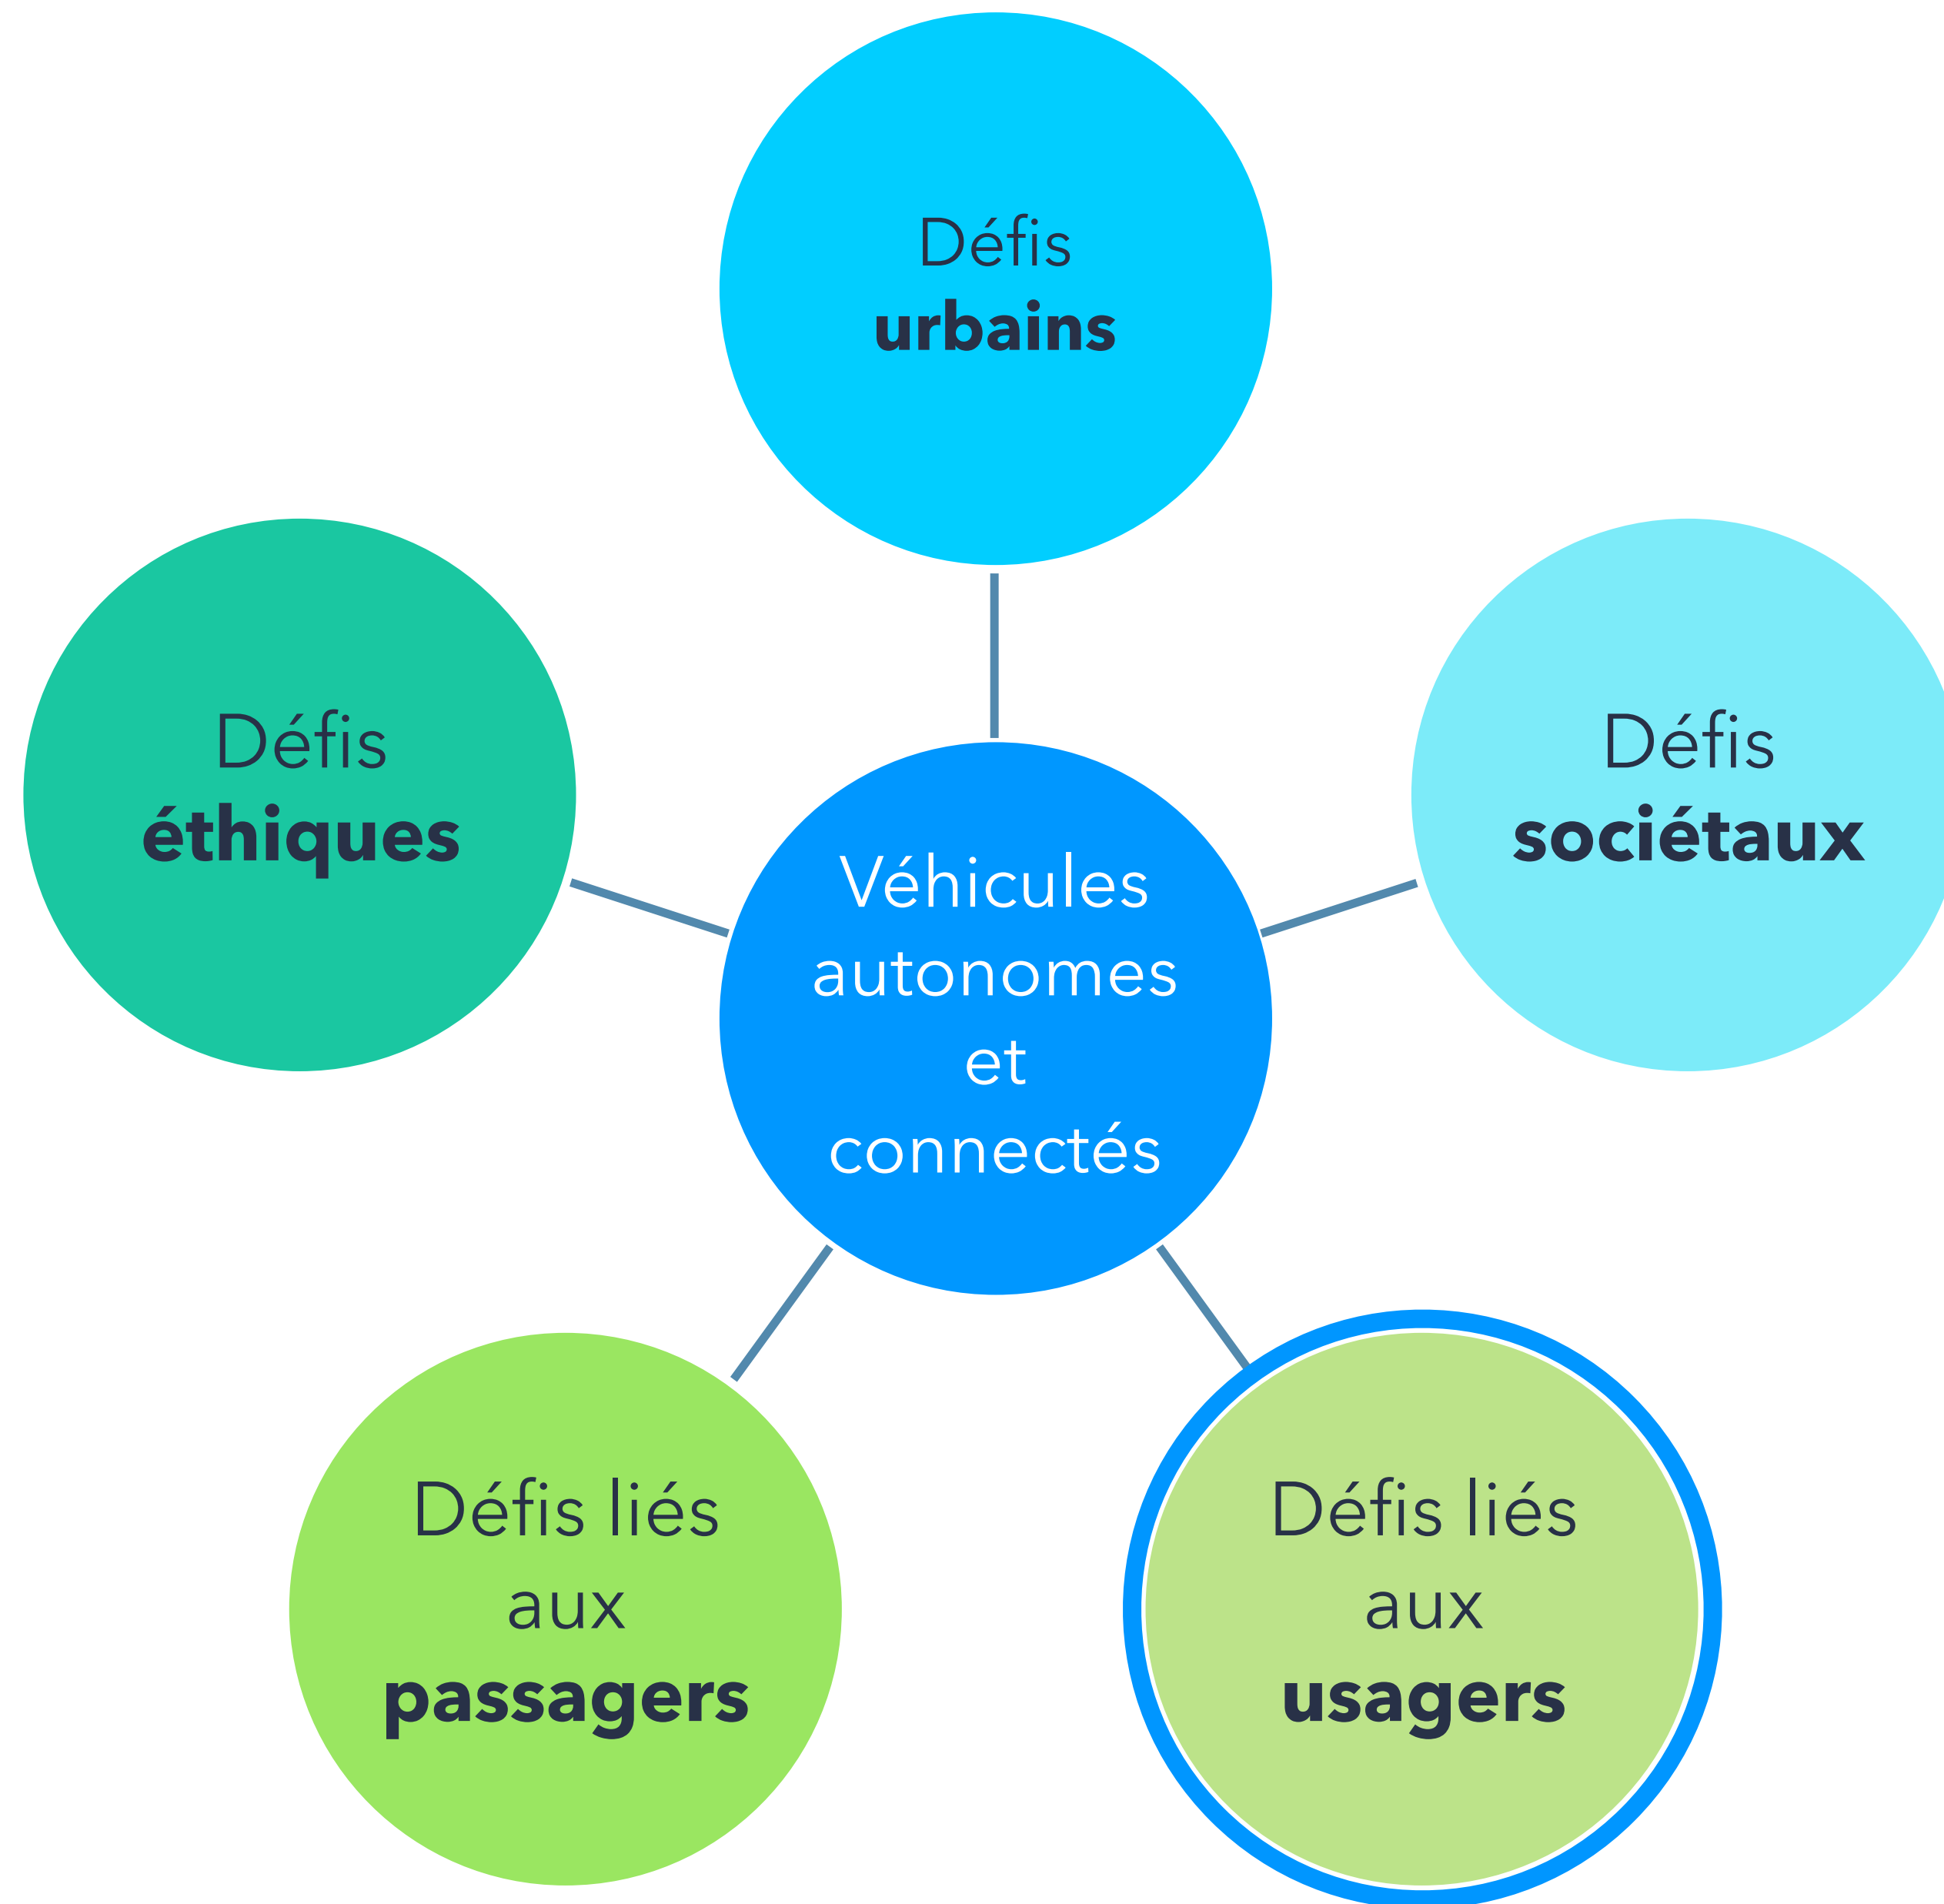 Défis
urbains
Défis
éthiques
Défis
sociétaux
Véhicules
autonomes
et
connectés
Défis liés
aux
passagers
Défis liés
aux
usagers